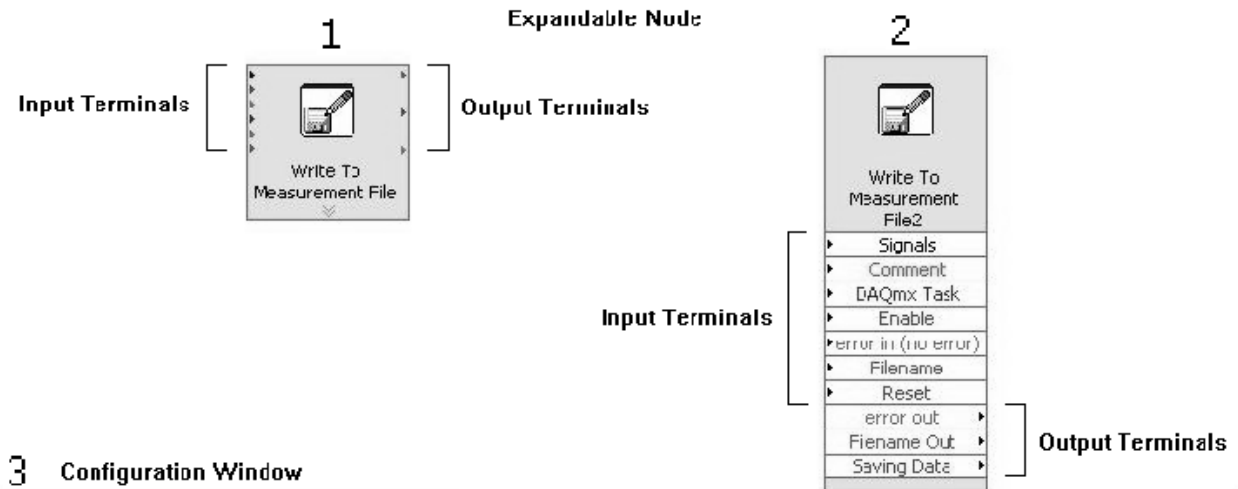 Expandable Node
1
Input Terminals
Output Terminals
Write To
Measurement File
2
Write To
Measurement
File2
Input Terminals
Signals
Comment
DAQmx Task
Enable
error in (no error)
Filename
Reset
error out
Filename Out
Saving Data
Output Terminals
3 Configuration Window